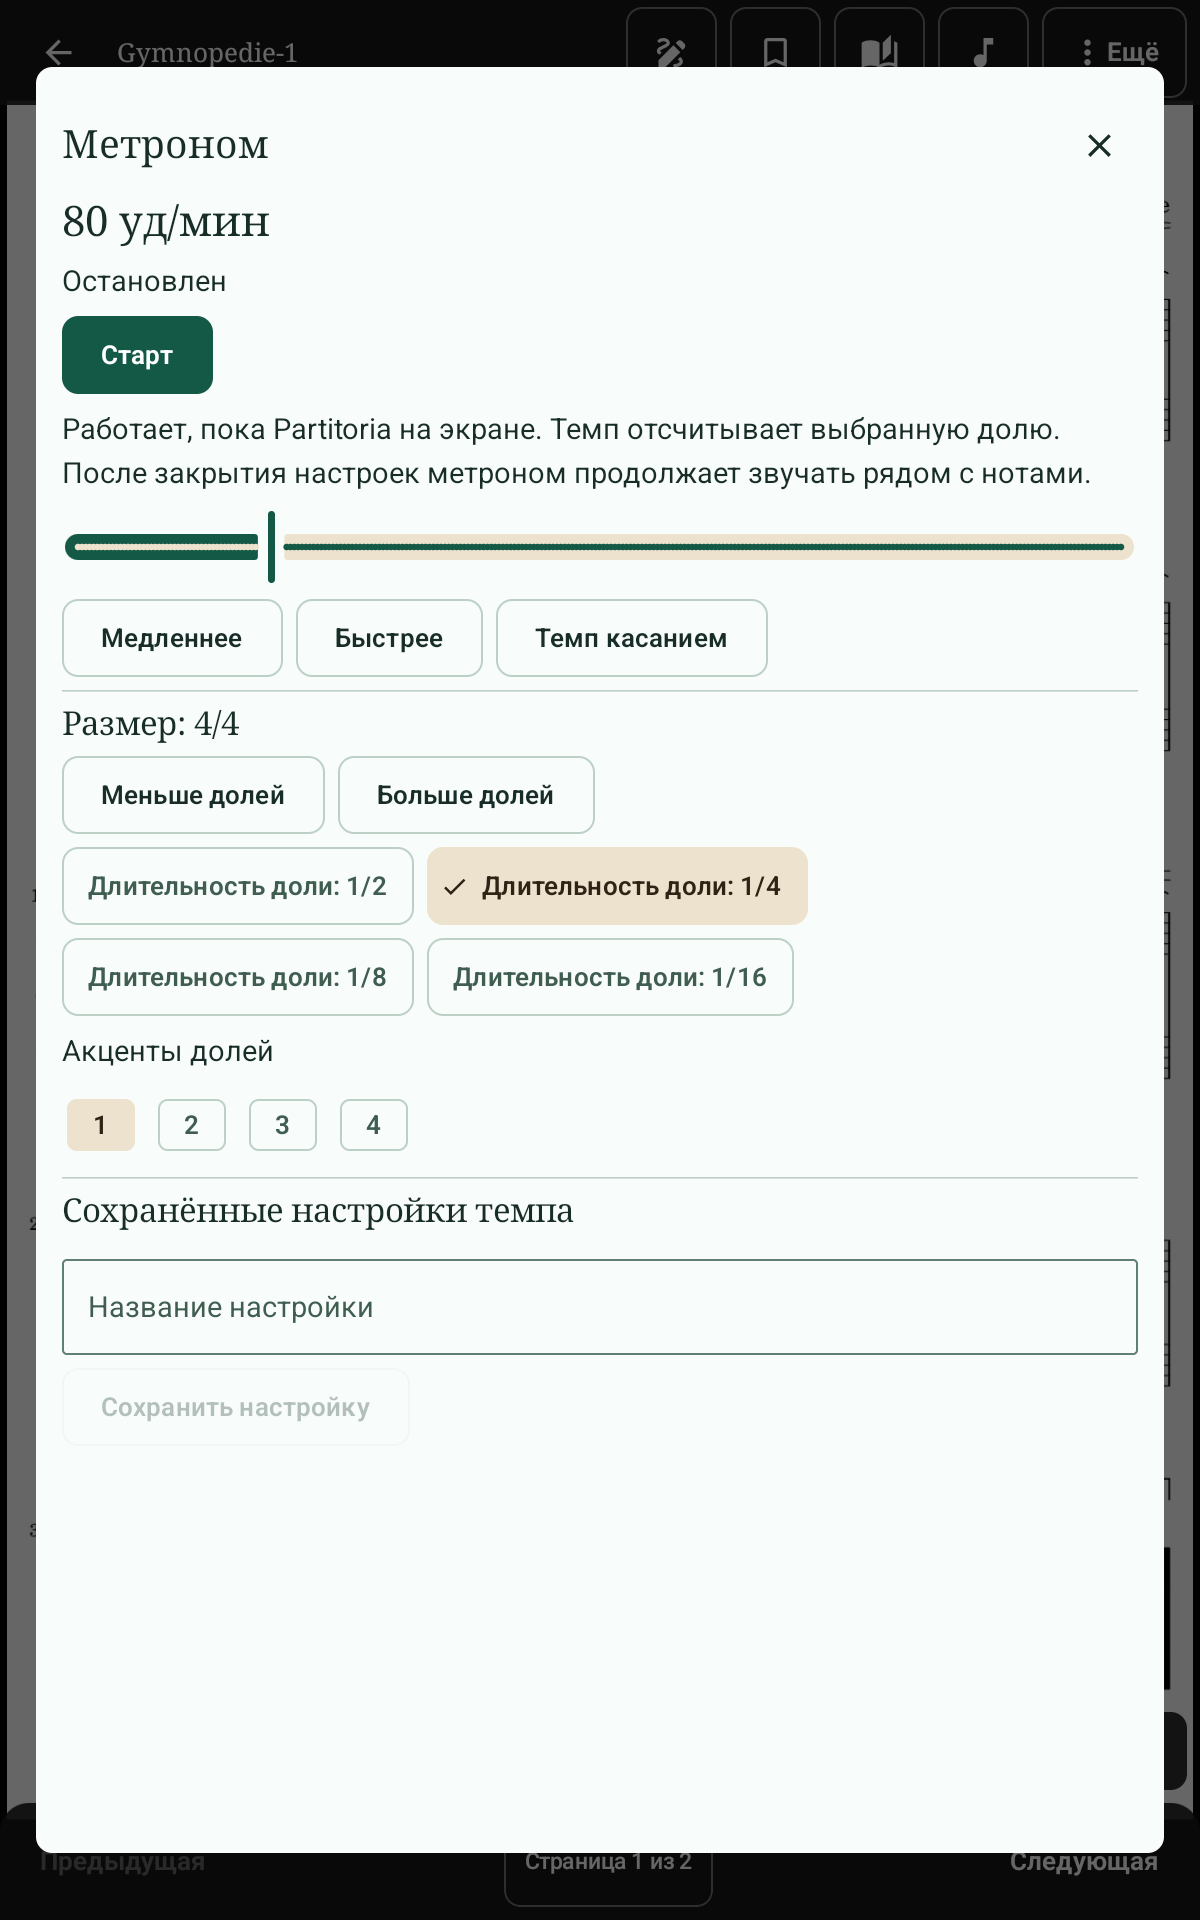 Gymnopedie-1
Ещё
Метроном
80 уд/мин
Остановлен
Старт
Работает, пока Partitoria на экране. Темп отсчитывает выбранную долю.
После закрытия настроек метроном продолжает звучать рядом с нотами.
Медленнее Быстрее Темп касанием
Размер: 4/4
Меньше долей Больше долей
Длительность доли: 1/2 Длительность доли: 1/4
Длительность доли: 1/8 Длительность доли: 1/16
Акценты долей
1 2 3 4
Сохранённые настройки темпа
Название настройки
Сохранить настройку
Предыдущая Страница 1 из 2 Следующая